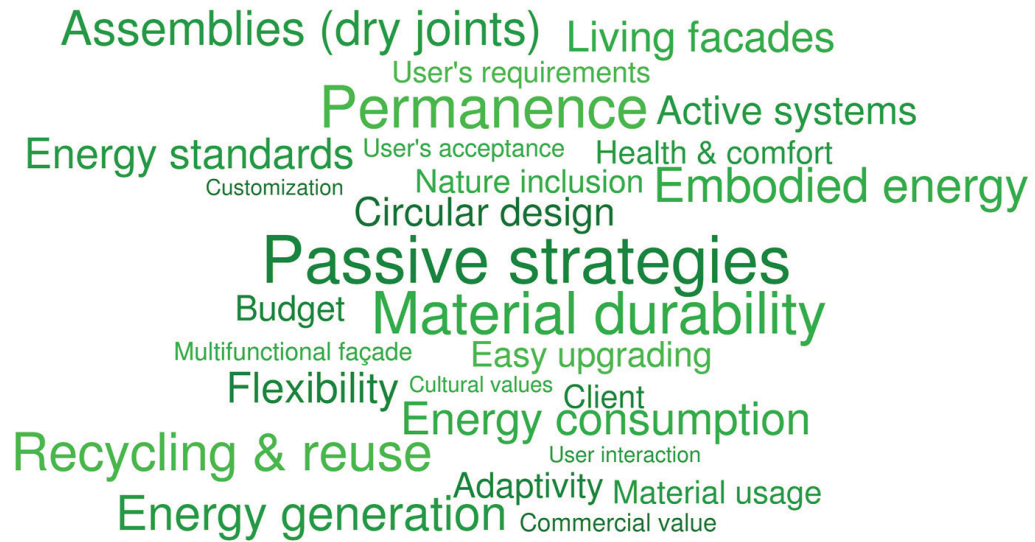 Assemblies (dry joints)
Living facades
User's requirements
Permanence
Active systems
Energy standards
User's acceptance
Health & comfort
Customization
Nature inclusion
Embodied energy
Circular design
Passive strategies
Budget
Material durability
Multifunctional façade
Easy upgrading
Flexibility
Cultural values
Client
Energy consumption
Recycling & reuse
User interaction
Adaptivity
Material usage
Energy generation
Commercial value